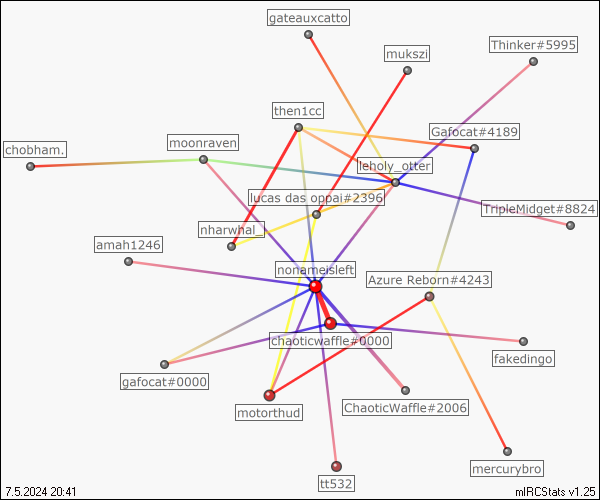 gateauxcatto
Thinker#5995
mukszi
then1cc
Gafocat#4189
chobham.
moonraven
leholy_otter
lucas das oppai#2396
TripleMidget#8824
nharwhal_
amah1246
nonameisleft
Azure Reborn#4243
chaoticwaffle#0000
fakedingo
gafocat#0000
ChaoticWaffle#2006
motorthud
mercurybro
tt532
7.5.2024 20:41
mIRCStats v1.25